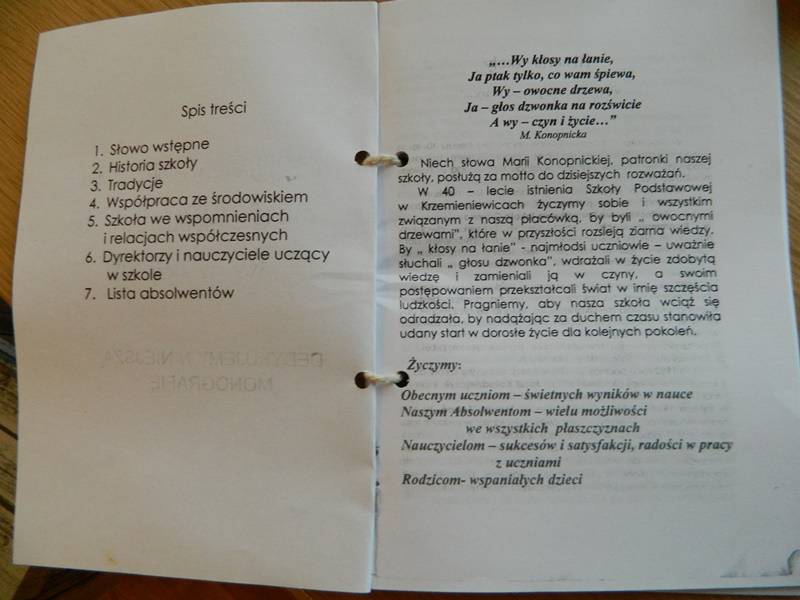 Spis treści
1. Słowo wstępne
2. Historia szkoły
3. Tradycje
4. Współpraca ze środowiskiem
5. Szkoła we wspomnieniach
i relacjach współczesnych
6. Dyrektorzy i nauczyciele uczący
w szkole
7. Lista absolwentów
„…Wy kłosy na łanie,
Ja ptak tylko, co wam śpiewa,
Wy – owocne drzewa,
Ja – głos dzwonka na rozświcie
A wy – czyn i życie…”
M. Konopnicka
Niech słowa Marii Konopnickiej, patronki naszej
szkoły, posłużą za motto do dzisiejszych rozważań.
W 40 – lecie istnienia Szkoły Podstawowej
w Krzemieniewicach życzymy sobie i wszystkim
związanym z naszą placówką, by byli „ owocnymi
drzewami”, które w przyszłości rozsieją ziarna wiedzy.
By „ kłosy na łanie” - najmłodsi uczniowie – uważnie
słuchali „ głosu dzwonka”, wdrażali w życie zdobytą
wiedzę i zamieniali ją w czyny, a swoim
postępowaniem przekształcali świat w imię szczęścia
ludzkości. Pragniemy, aby nasza szkoła wciąż się
odradzała, by nadążając za duchem czasu stanowiła
udany start w dorosłe życie dla kolejnych pokoleń.
Życzymy:
Obecnym uczniom – świetnych wyników w nauce
Naszym Absolwentom – wielu możliwości
we wszystkich płaszczyznach
Nauczycielom – sukcesów i satysfakcji, radości w pracy
z uczniami
Rodzicom- wspaniałych dzieci